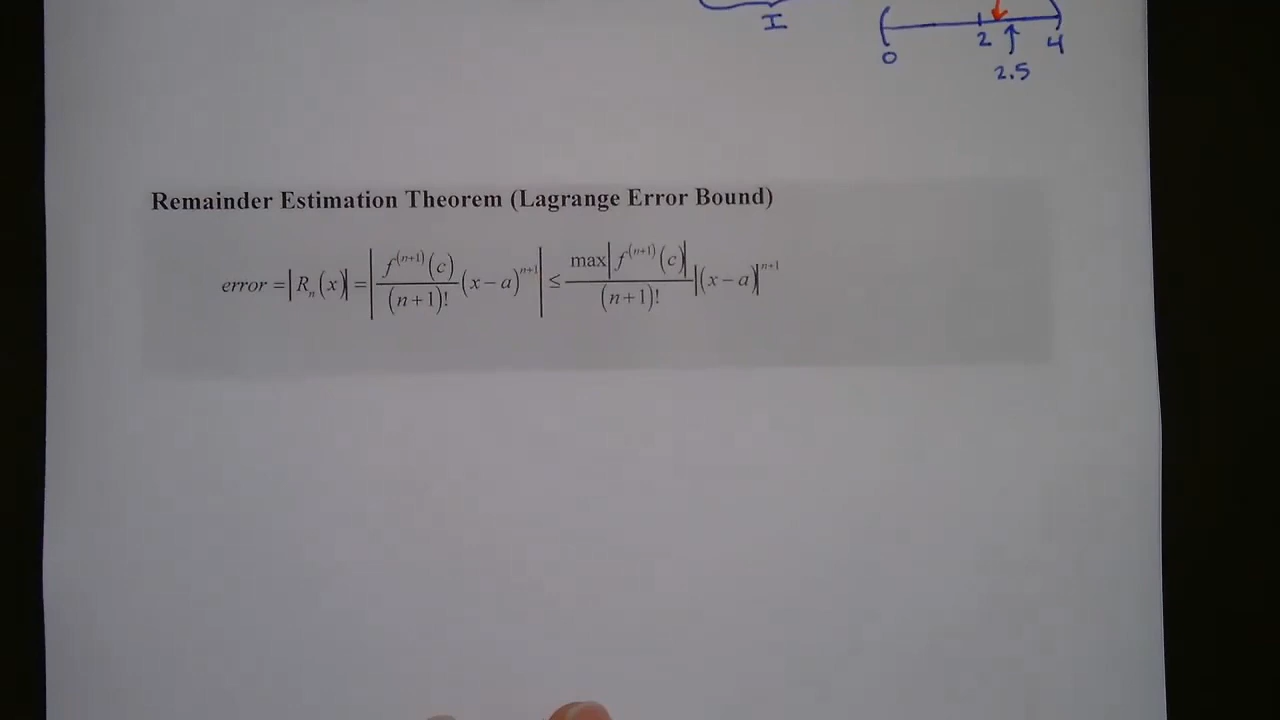 I
0 2 4
2.5
Remainder Estimation Theorem (Lagrange Error Bound)
error = |R_n(x)| = |f^(n+1)(c)/(n+1)! (x−a)^(n+1)| ≤ max|f^(n+1)(c)|/(n+1)! |(x−a)|^(n+1)